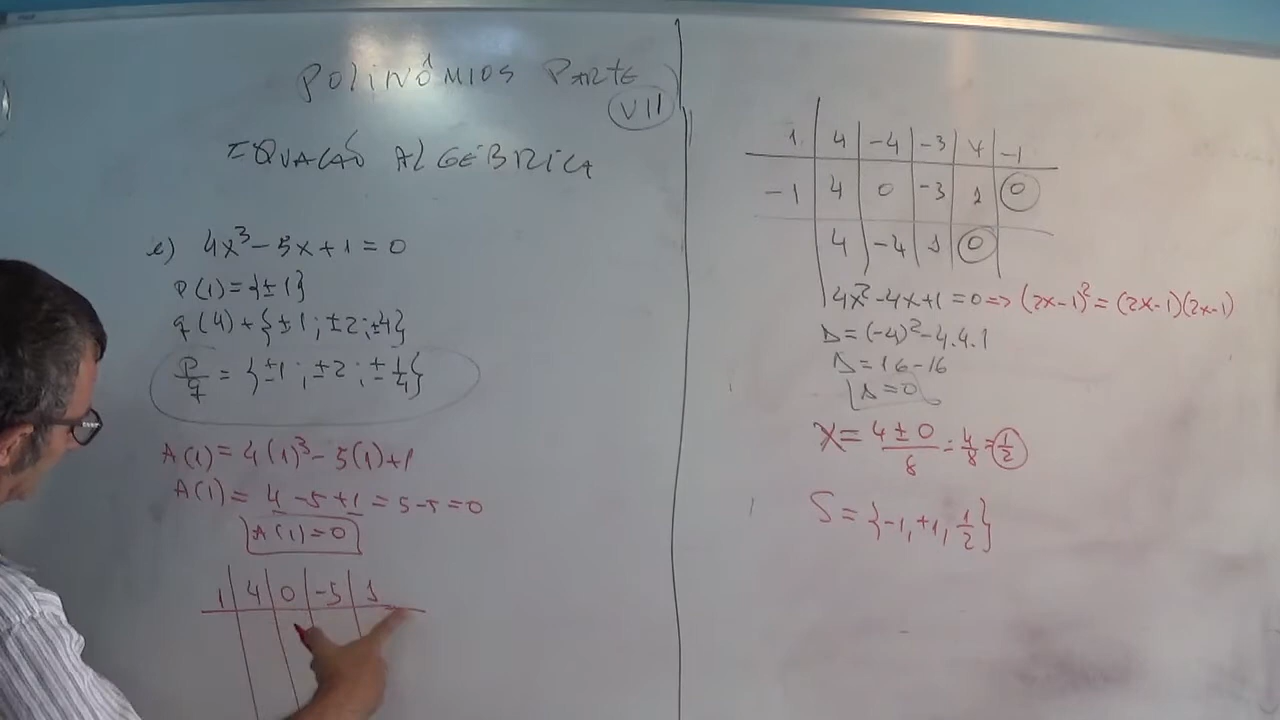 POLINÔMIOS PARTE
VII
EQUAÇÃO ALGÉBRICA
e) 4x³ - 5x + 1 = 0
P(1) = {±1}
q(4) + {±1; ±2; ±4}
P/q = {±1; ±2; ±1/4}
A(1) = 4(1)³ - 5(1) + 1
A(1) = 4 - 5 + 1 = 5 - 5 = 0
A(1) = 0
1 | 4 | 0 | -5 | 1
1 | 4 | -4 | -3 | 4 | -1
-1 | 4 | 0 | -3 | 1 | 0
4 | -4 | 1 | 0
4x² - 4x + 1 = 0 => (2x-1)² = (2x-1)(2x-1)
Δ = (-4)² - 4.4.1
Δ = 16 - 16
Δ = 0
X = 4 ± 0/8 = 4/8 = 1/2
S = {-1, +1, 1/2}